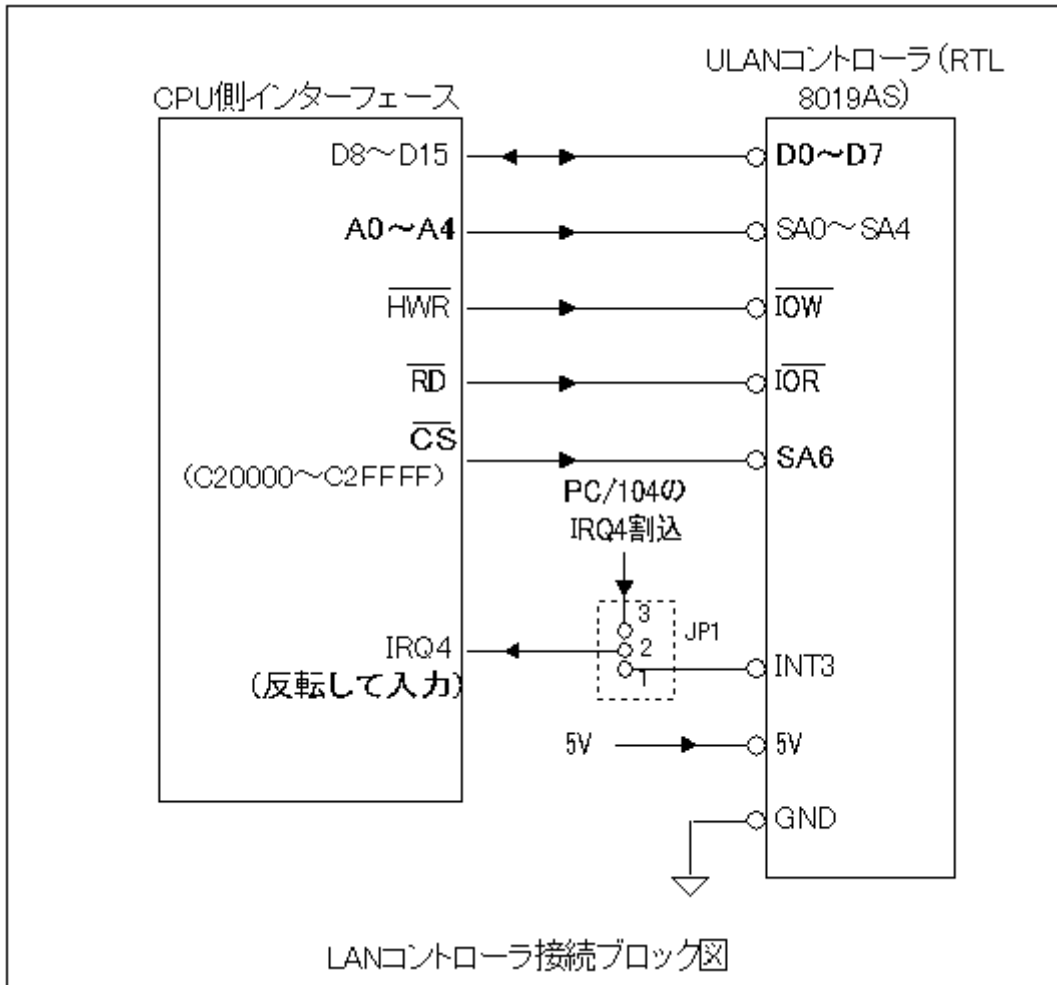 ULANコントローラ(RTL
8019AS)
CPU側インターフェース
D8～D15
D0～D7
A0～A4
SA0～SA4
HWR
IOW
RD
IOR
CS
(C20000～C2FFFF)
SA6
PC/104の
IRQ4割込
3
JP1
IRQ4
2
(反転して入力)
1
INT3
5V
5V
GND
LANコントローラ接続ブロック図